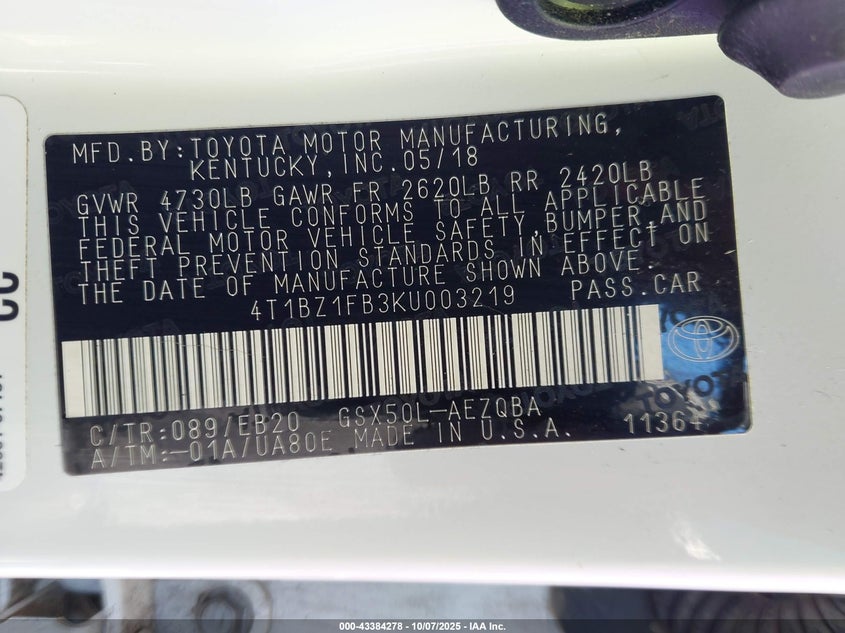 MFD.BY:TOYOTA MOTOR MANUFACTURING,
KENTUCKY,INC.05/18
GVWR 4730LB GAWR FR 2620LB RR 2420LB
THIS VEHICLE CONFORMS TO ALL APPLICABLE
FEDERAL MOTOR VEHICLE SAFETY,BUMPER,AND
THEFT PREVENTION STANDARDS IN EFFECT ON
THE DATE OF MANUFACTURE SHOWN ABOVE.
4T1BZ1FB3KU003219 PASS.CAR
TOYOTA
C/TR:089/EB20 GSX50L-AEZQBA
A/TM:-01A/UA80E MADE IN U.S.A.
CC
000-43384278 | 10/07/2025 - IAA Inc.